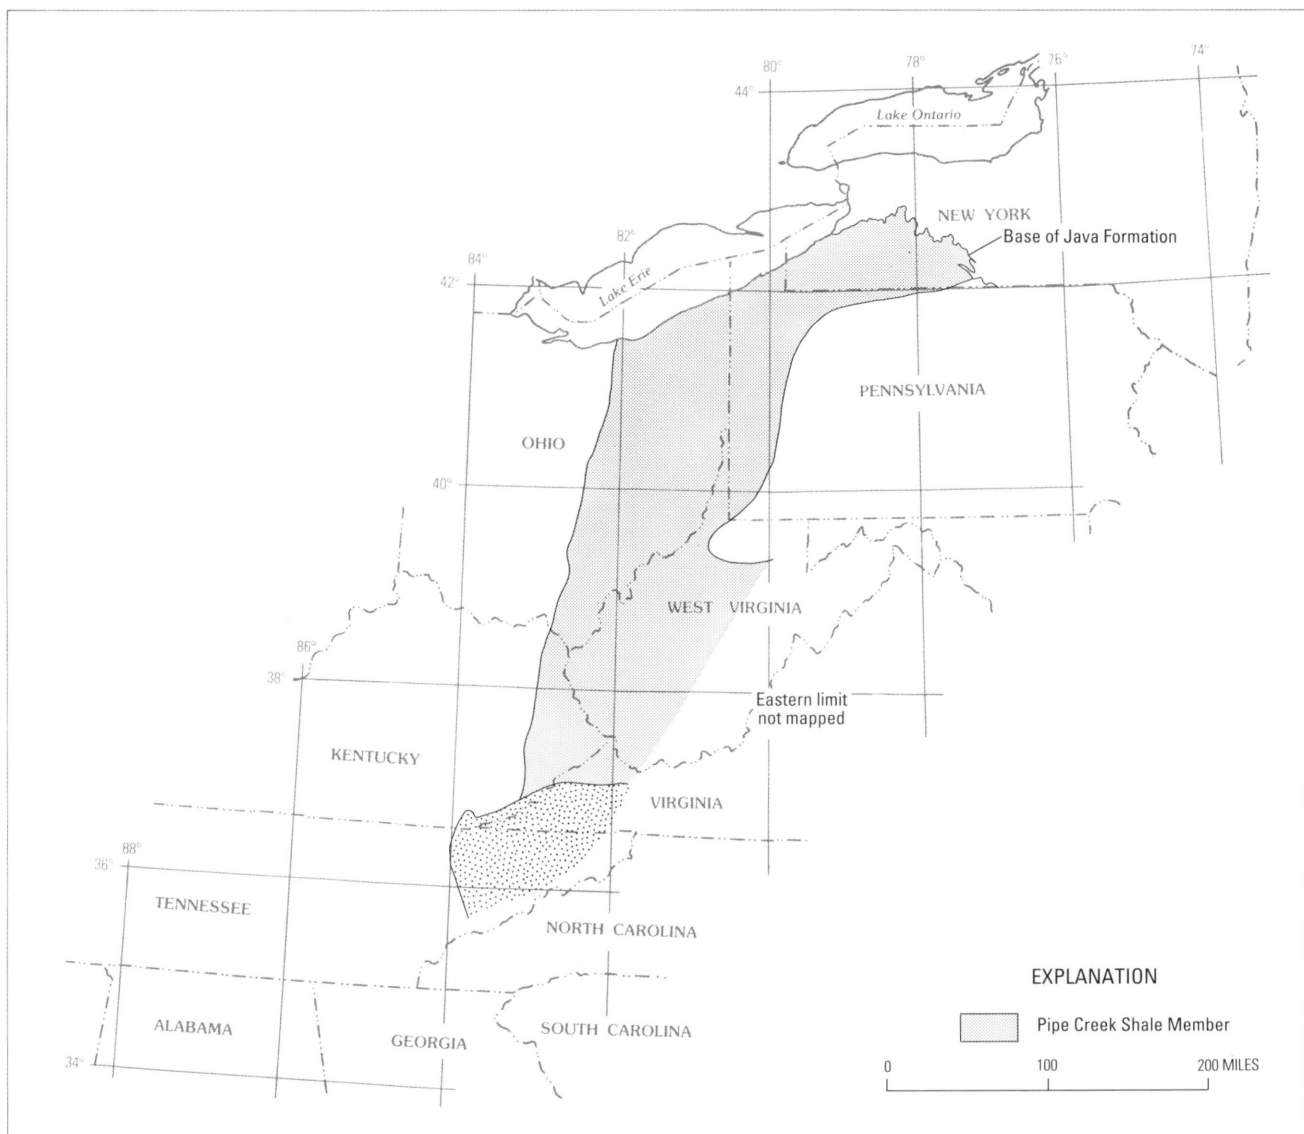 74°
76°
78°
80°
44°
Lake Ontario
NEW YORK
Base of Java Formation
82°
84°
42°
Lake Erie
PENNSYLVANIA
OHIO
40°
WEST VIRGINIA
86°
38°
Eastern limit
not mapped
KENTUCKY
VIRGINIA
88°
36°
TENNESSEE
NORTH CAROLINA
EXPLANATION
Pipe Creek Shale Member
ALABAMA
GEORGIA
SOUTH CAROLINA
34°
0 100 200 MILES